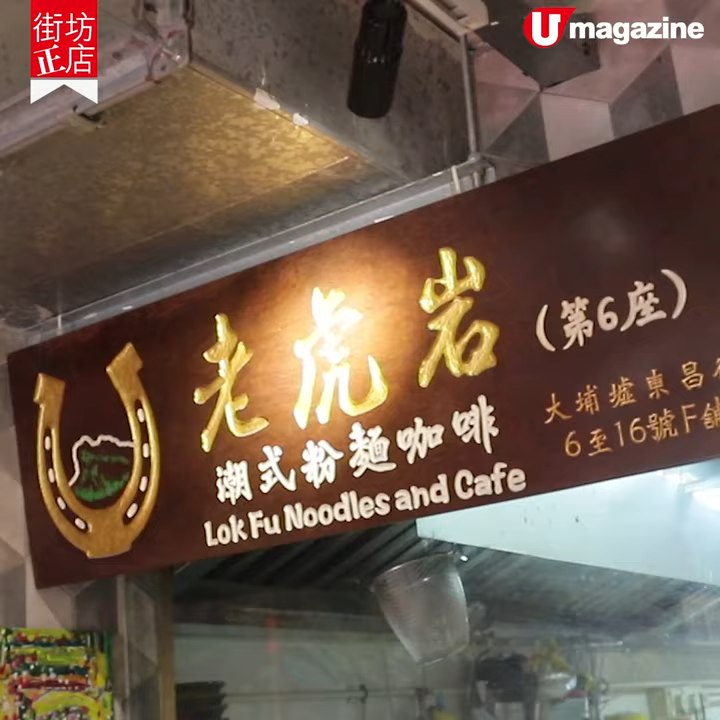 街坊
正店
U magazine
老虎岩
(第6座)
潮式粉麵咖啡
Lok Fu Noodles and Cafe
大埔墟東昌
6至16號F舖